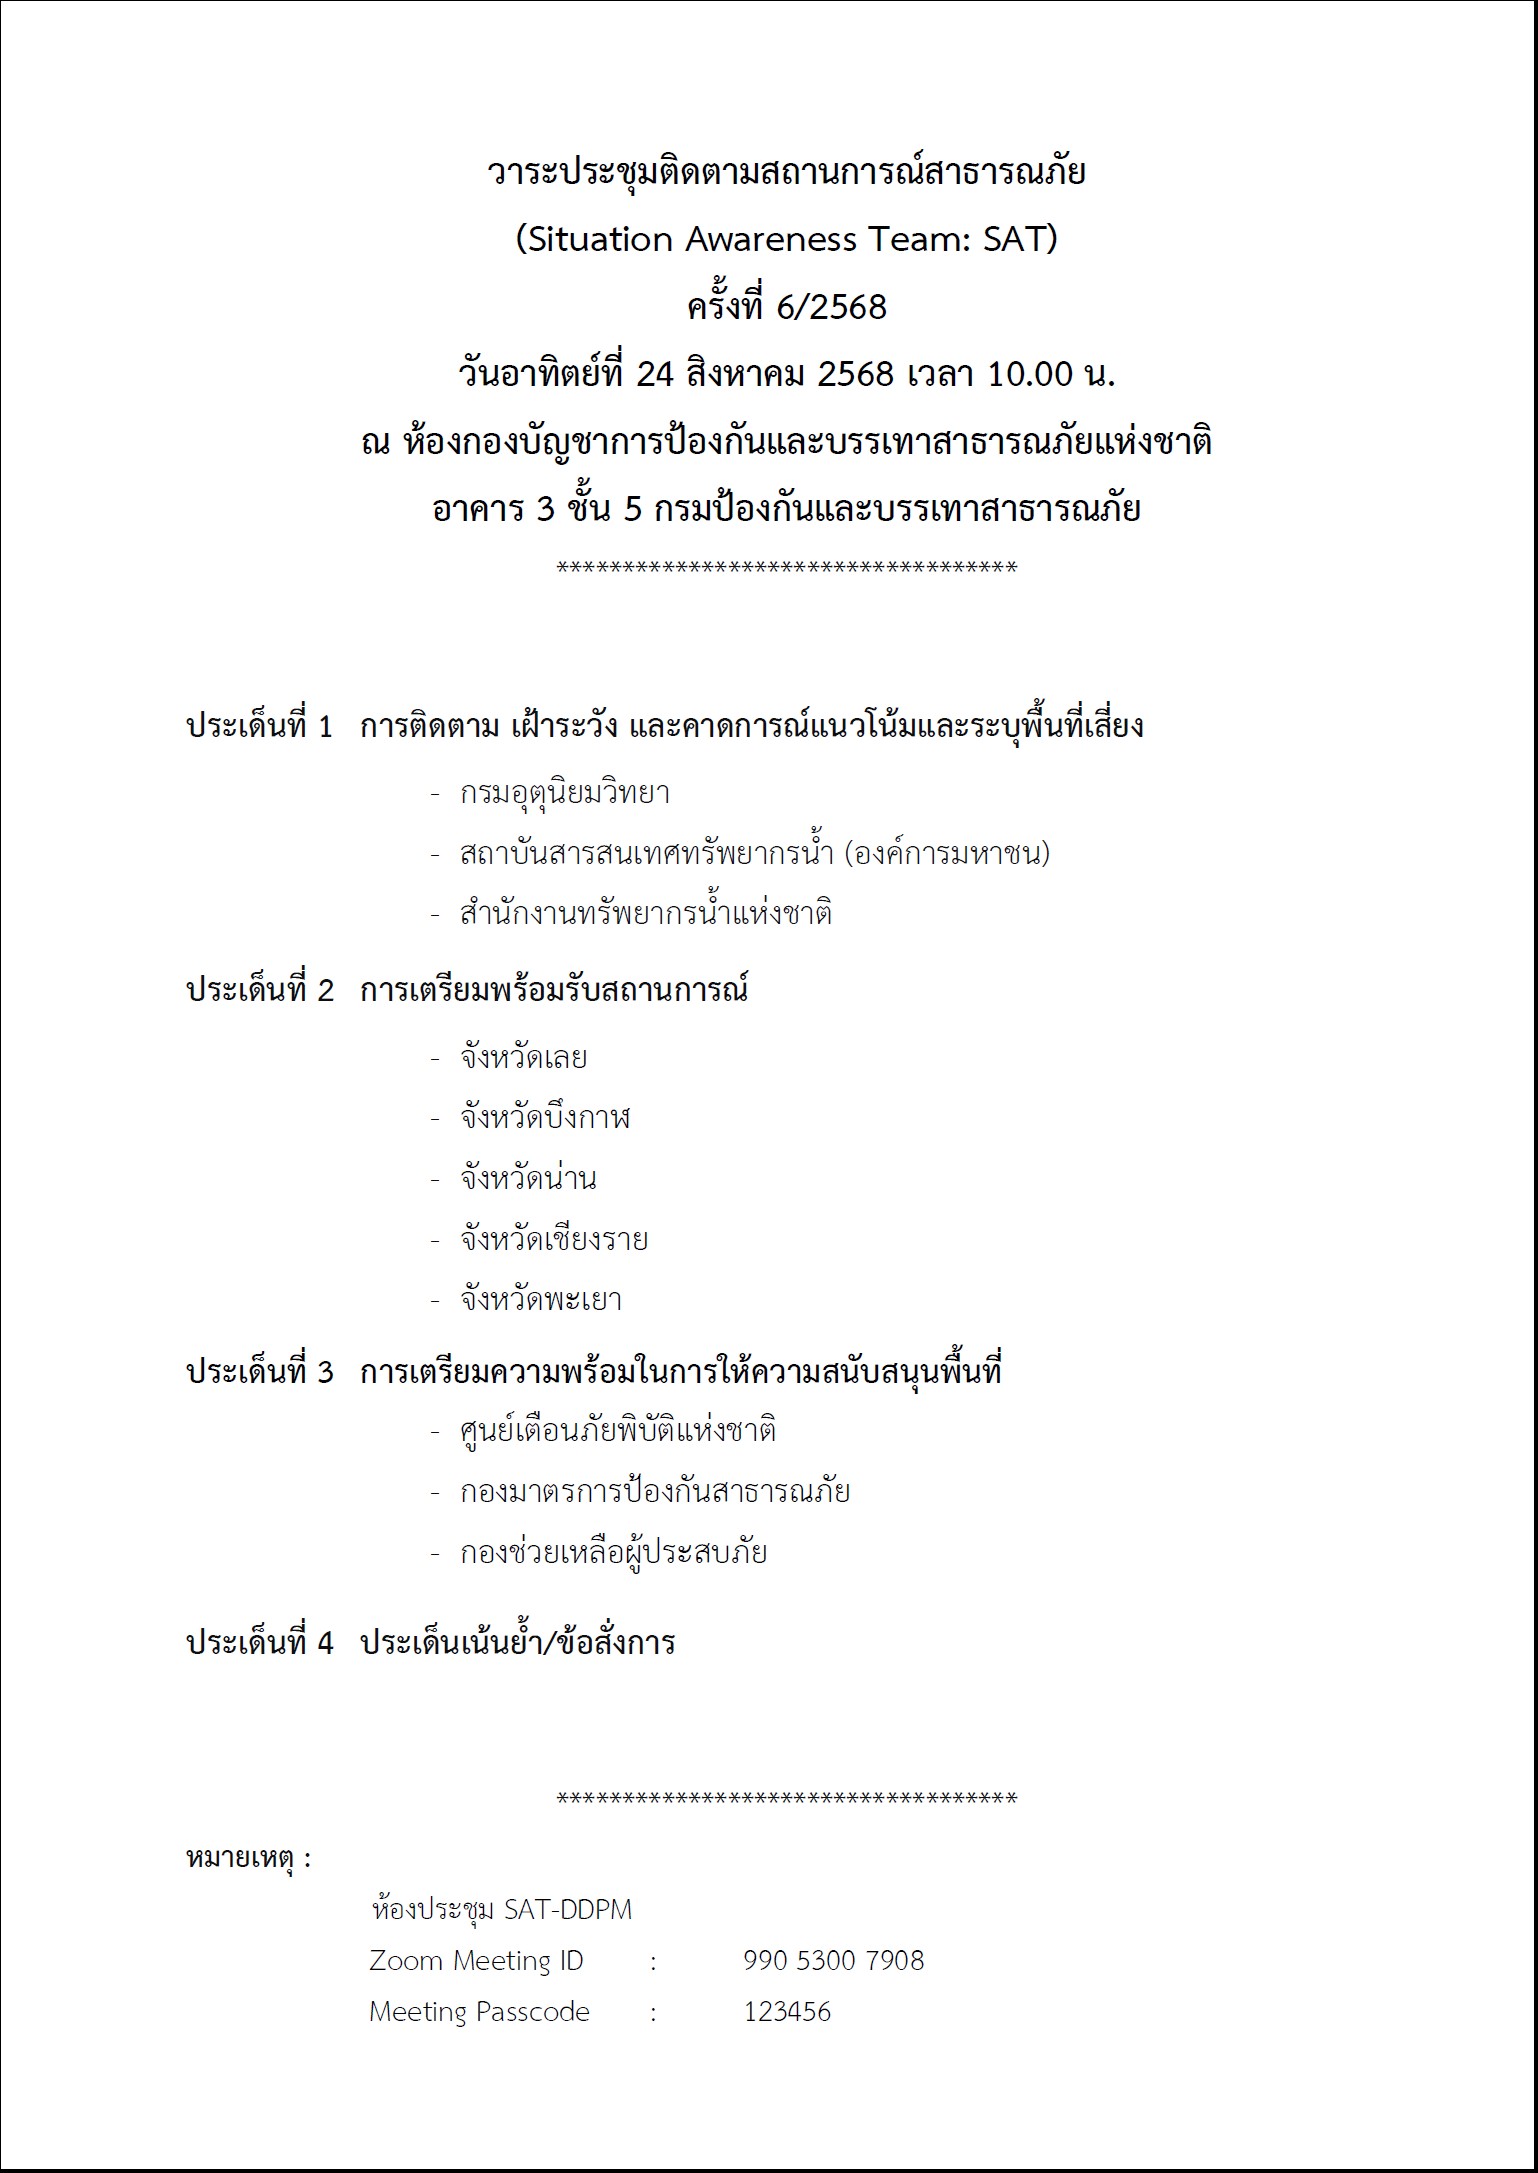 วาระประชุมติดตามสถานการณ์สาธารณภัย
(Situation Awareness Team: SAT)
ครั้งที่ 6/2568
วันอาทิตย์ที่ 24 สิงหาคม 2568 เวลา 10.00 น.
ณ ห้องกองบัญชาการป้องกันและบรรเทาสาธารณภัยแห่งชาติ
อาคาร 3 ชั้น 5 กรมป้องกันและบรรเทาสาธารณภัย
***********************************
ประเด็นที่ 1 การติดตาม เฝ้าระวัง และคาดการณ์แนวโน้มและระบุพื้นที่เสี่ยง
- กรมอุตุนิยมวิทยา
- สถาบันสารสนเทศทรัพยากรน้ำ (องค์การมหาชน)
- สำนักงานทรัพยากรน้ำแห่งชาติ
ประเด็นที่ 2 การเตรียมพร้อมรับสถานการณ์
- จังหวัดเลย
- จังหวัดบึงกาฬ
- จังหวัดน่าน
- จังหวัดเชียงราย
- จังหวัดพะเยา
ประเด็นที่ 3 การเตรียมความพร้อมในการให้ความสนับสนุนพื้นที่
- ศูนย์เตือนภัยพิบัติแห่งชาติ
- กองมาตรการป้องกันสาธารณภัย
- กองช่วยเหลือผู้ประสบภัย
ประเด็นที่ 4 ประเด็นเน้นย้ำ/ข้อสั่งการ
***********************************
หมายเหตุ :
ห้องประชุม SAT-DDPM
Zoom Meeting ID : 990 5300 7908
Meeting Passcode : 123456